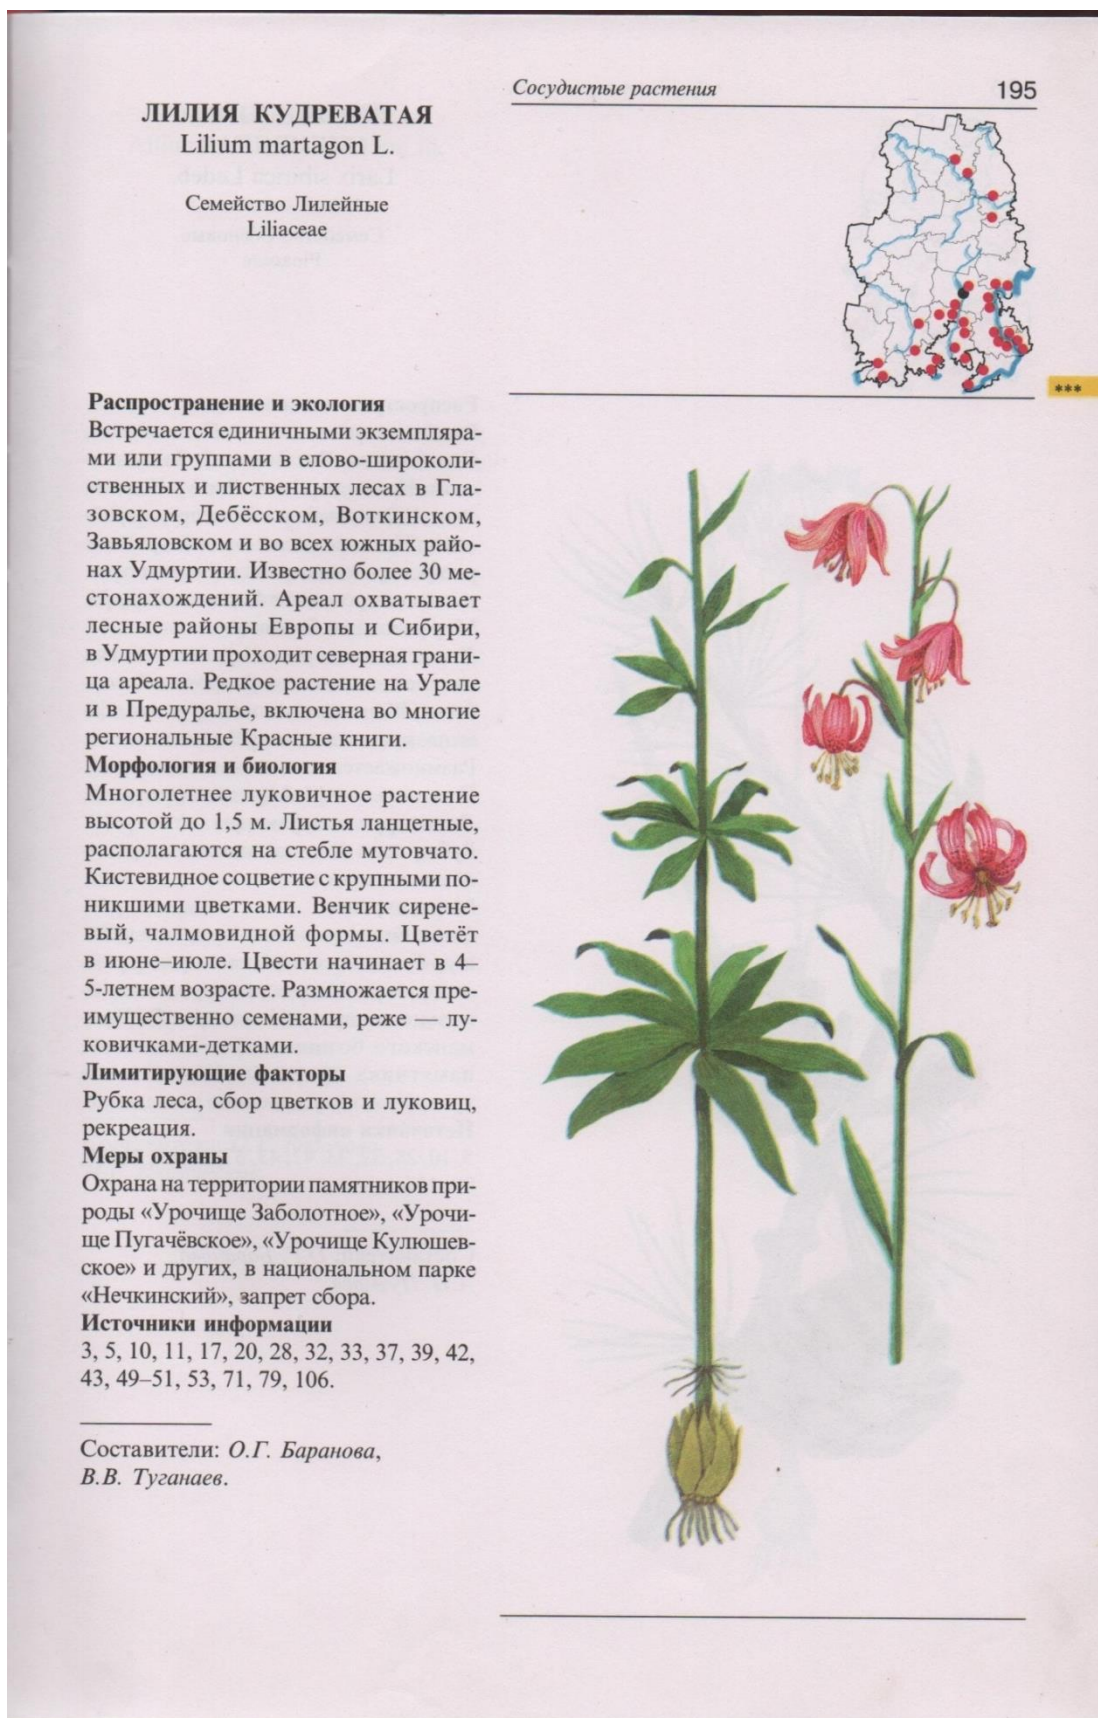 Сосудистые растения 195
ЛИЛИЯ КУДРЕВАТАЯ
Lilium martagon L.
Семейство Лилейные
Liliaceae
***
Распространение и экология
Встречается единичными экземпляра-
ми или группами в елово-широколи-
ственных и лиственных лесах в Гла-
зовском, Дебёсском, Воткинском,
Завьяловском и во всех южных райо-
нах Удмуртии. Известно более 30 ме-
стонахождений. Ареал охватывает
лесные районы Европы и Сибири,
в Удмуртии проходит северная грани-
ца ареала. Редкое растение на Урале
и в Предуралье, включена во многие
региональные Красные книги.
Морфология и биология
Многолетнее луковичное растение
высотой до 1,5 м. Листья ланцетные,
располагаются на стебле мутовчато.
Кистевидное соцветие с крупными по-
никшими цветками. Венчик сирене-
вый, чалмовидной формы. Цветёт
в июне–июле. Цвести начинает в 4–
5-летнем возрасте. Размножается пре-
имущественно семенами, реже — лу-
ковичками-детками.
Лимитирующие факторы
Рубка леса, сбор цветков и луковиц,
рекреация.
Меры охраны
Охрана на территории памятников при-
роды «Урочище Заболотное», «Урочи-
ще Пугачёвское», «Урочище Кулюшев-
ское» и других, в национальном парке
«Нечкинский», запрет сбора.
Источники информации
3, 5, 10, 11, 17, 20, 28, 32, 33, 37, 39, 42,
43, 49–51, 53, 71, 79, 106.
Составители: О.Г. Баранова,
В.В. Туганаев.